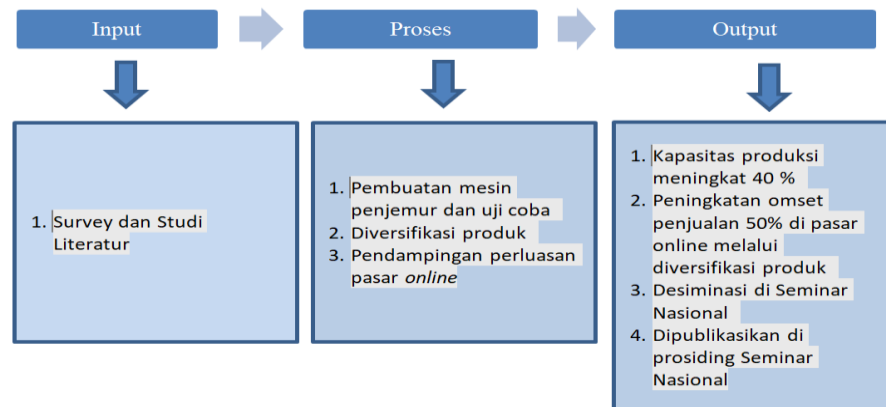 Input
Proses
Output
1. Survey dan Studi
Literatur
1. Pembuatan mesin
penjemur dan uji coba
2. Diversifikasi produk
3. Pendampingan perluasan
pasar online
1. Kapasitas produksi
meningkat 40 %
2. Peningkatan omset
penjualan 50% di pasar
online melalui
diversifikasi produk
3. Desiminasi di Seminar
Nasional
4. Dipublikasikan di
prosiding Seminar
Nasional